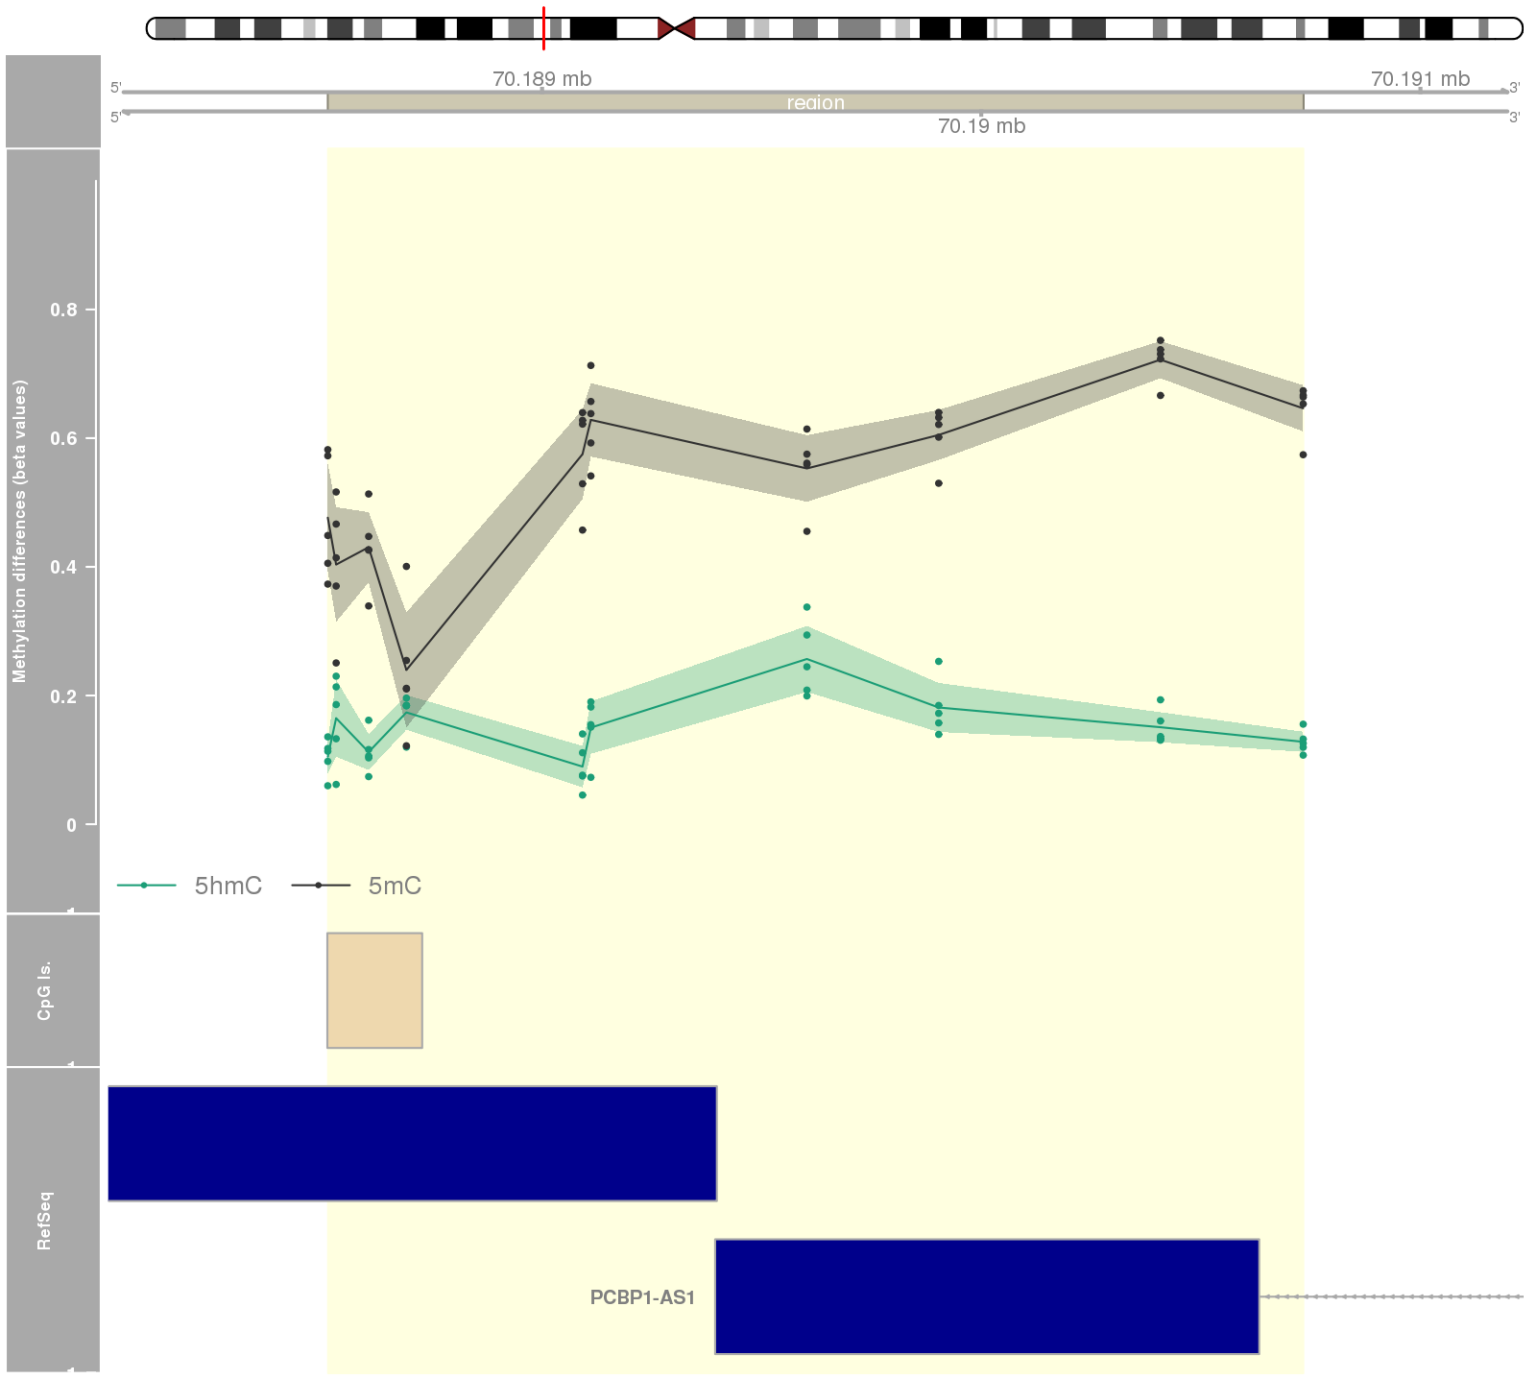 70.189 mb
70.191 mb
5'
3'
region
5'
3'
70.19 mb
Methylation differences (beta values)
0.8
0.6
0.4
0.2
0
5hmC
5mC
CpG Is.
RefSeq
PCBP1-AS1